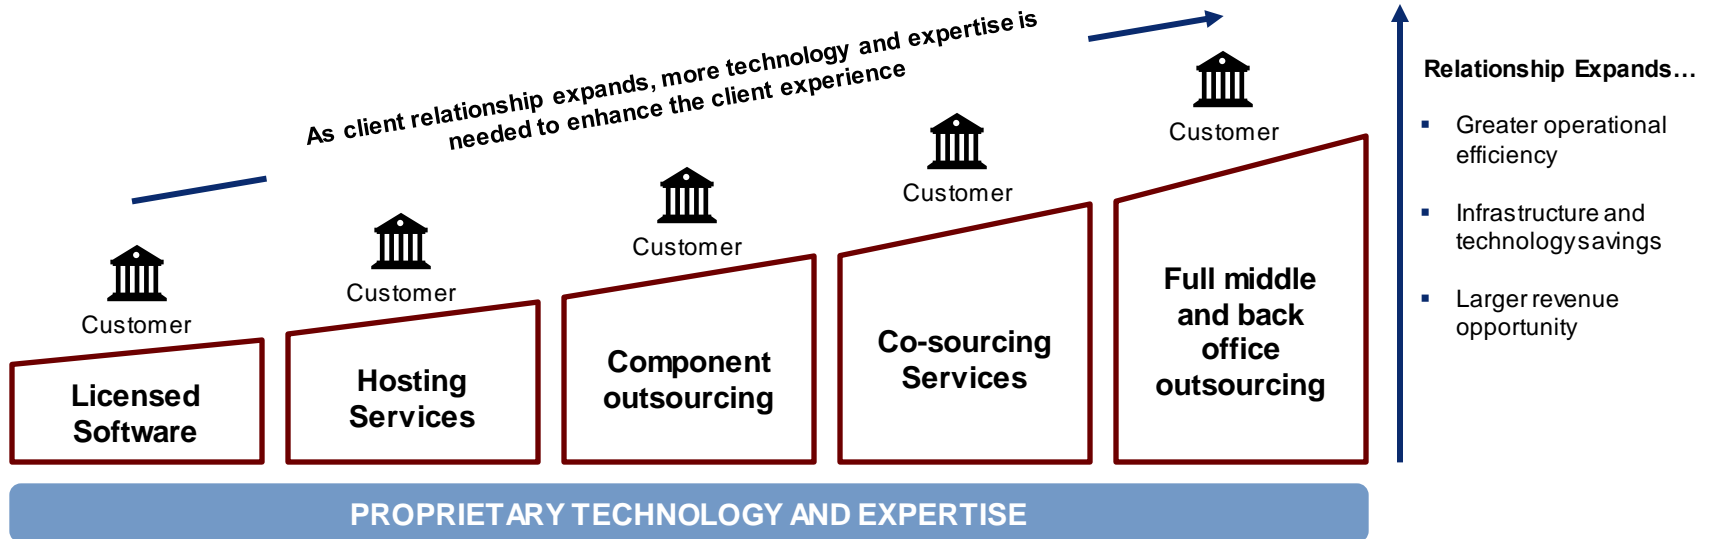 As client relationship expands, more technology and expertise is
needed to enhance the client experience
Customer
Licensed
Software
Customer
Hosting
Services
Customer
Component
outsourcing
Customer
Co-sourcing
Services
Customer
Full middle
and back
office
outsourcing
Relationship Expands...
▪ Greater operational
efficiency
▪ Infrastructure and
technology savings
▪ Larger revenue
opportunity
PROPRIETARY TECHNOLOGY AND EXPERTISE